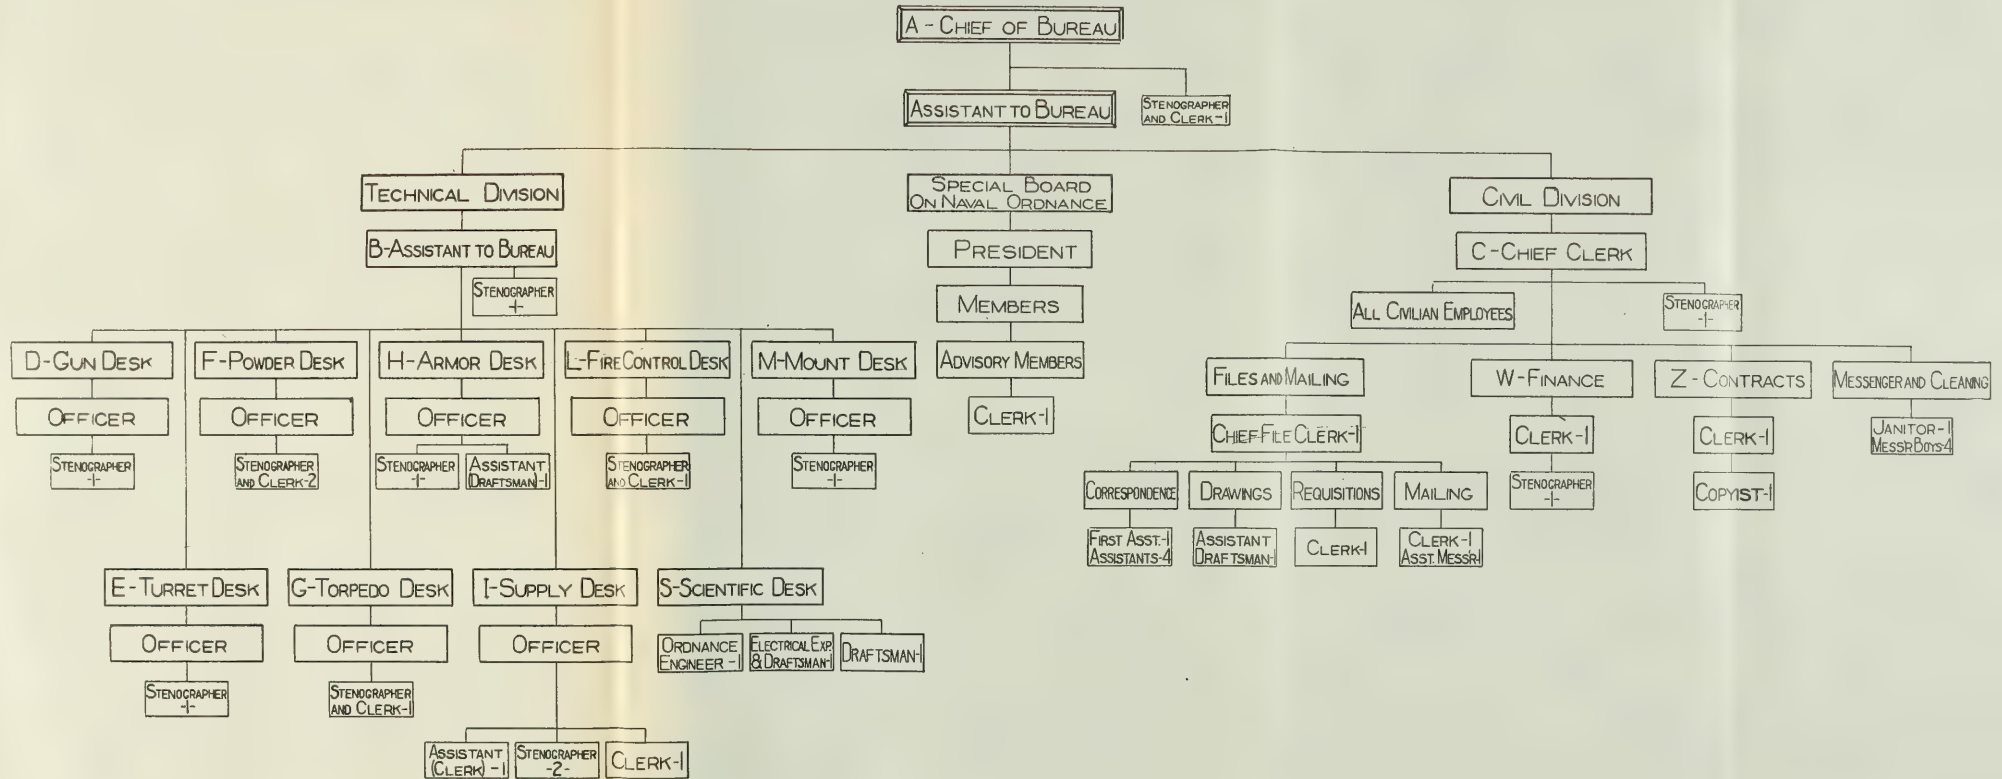 A - CHIEF OF BUREAU
ASSISTANT TO BUREAU
STENOGRAPHER
AND CLERK-1
TECHNICAL DIVISION
B-ASSISTANT TO BUREAU
STENOGRAPHER
-1-
SPECIAL BOARD
ON NAVAL ORDNANCE
PRESIDENT
MEMBERS
ADVISORY MEMBERS
CLERK-1
CIVIL DIVISION
C-CHIEF CLERK
ALL CIVILIAN EMPLOYEES
STENOGRAPHER
-1-
D-GUN DESK
OFFICER
STENOGRAPHER
-1-
F-POWDER DESK
OFFICER
STENOGRAPHER
AND CLERK-2
H-ARMOR DESK
OFFICER
STENOGRAPHER
-1-
ASSISTANT
(DRAFTSMAN)-1
L-FIRE CONTROL DESK
OFFICER
STENOGRAPHER
AND CLERK-1
M-MOUNT DESK
OFFICER
STENOGRAPHER
-1-
E-TURRET DESK
OFFICER
STENOGRAPHER
-1-
G-TORPEDO DESK
OFFICER
STENOGRAPHER
AND CLERK-1
I-SUPPLY DESK
OFFICER
ASSISTANT
(CLERK)-1
STENOGRAPHER
-2-
CLERK-1
S-SCIENTIFIC DESK
ORDNANCE
ENGINEER-1
ELECTRICAL EXP.
& DRAFTSMAN-1
DRAFTSMAN-1
FILES AND MAILING
CHIEF-FILE CLERK-1
CORRESPONDENCE
FIRST ASST.-1
ASSISTANTS-4
DRAWINGS
ASSISTANT
DRAFTSMAN-1
REQUISITIONS
CLERK-1
MAILING
CLERK-1
ASST. MESS'R-1
W-FINANCE
CLERK-1
STENOGRAPHER
-1-
Z-CONTRACTS
CLERK-1
COPYIST-1
MESSENGER AND CLEANING
JANITOR-1
MESS'R BOYS-4